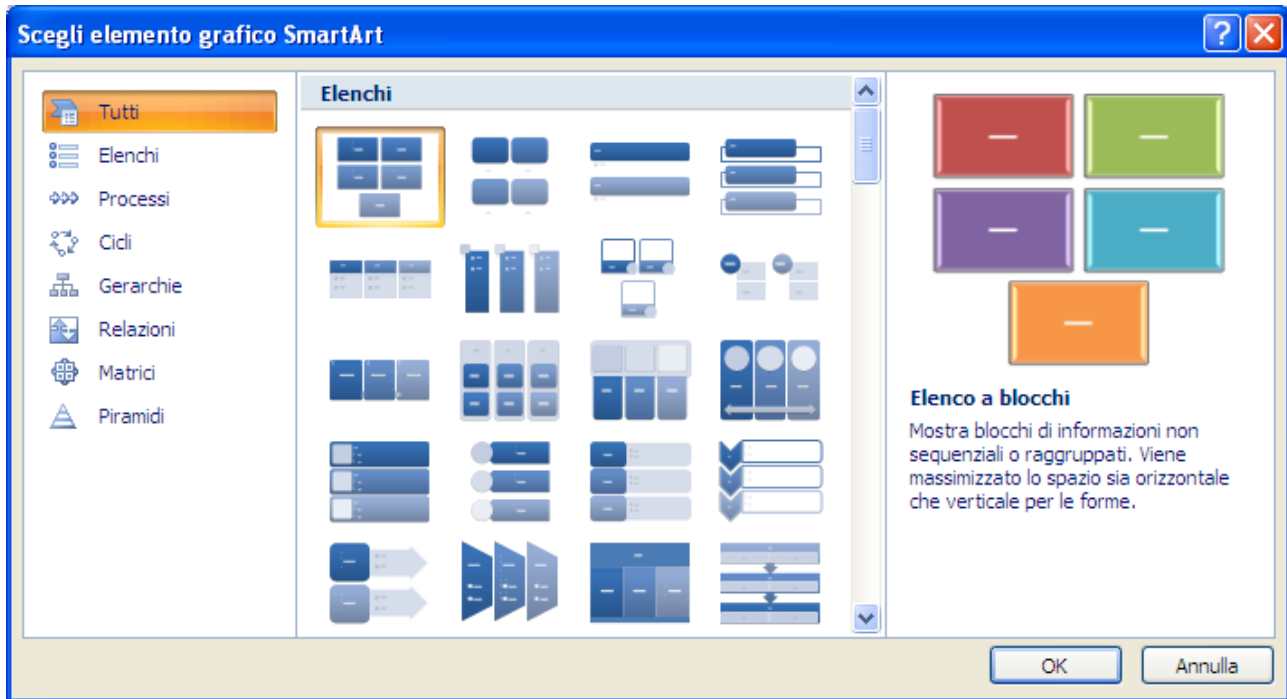 Scegli elemento grafico SmartArt
Tutti
Elenchi
Processi
Cicli
Gerarchie
Relazioni
Matrici
Piramidi
Elenchi
Elenco a blocchi
Mostra blocchi di informazioni non
sequenziali o raggruppati. Viene
massimizzato lo spazio sia orizzontale
che verticale per le forme.
OK
Annulla